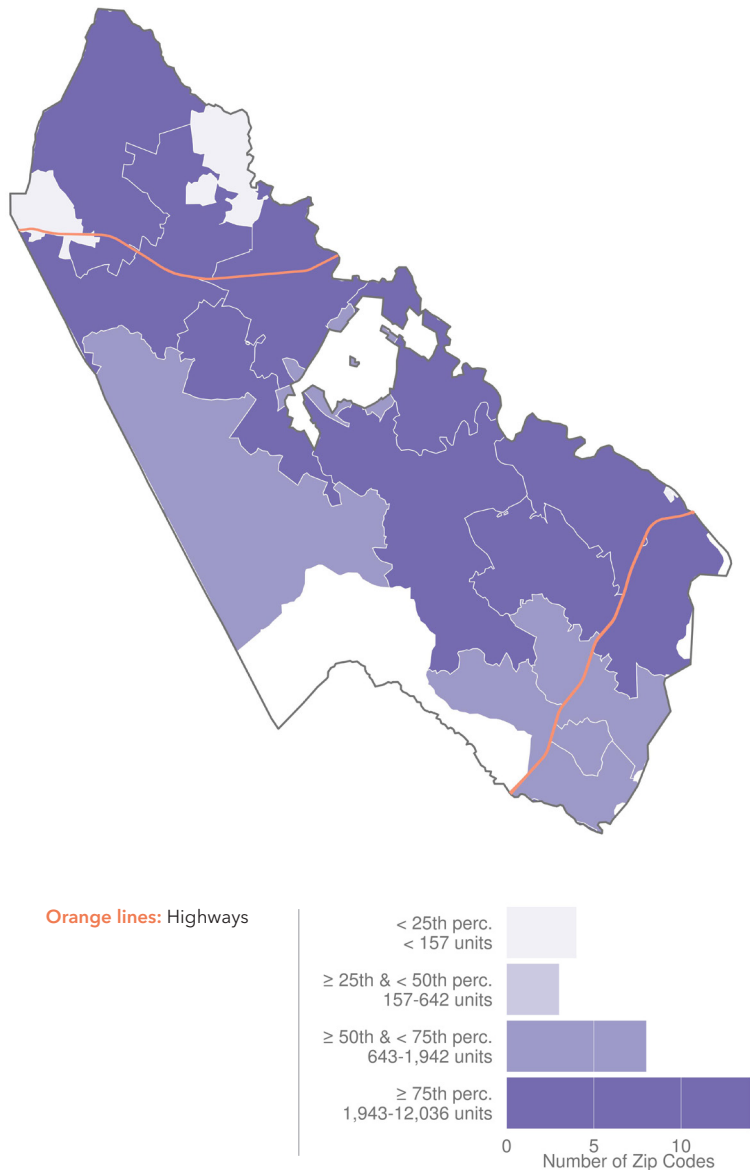 Orange lines: Highways
< 25th perc.
< 157 units
≥ 25th & < 50th perc.
157-642 units
≥ 50th & < 75th perc.
643-1,942 units
≥ 75th perc.
1,943-12,036 units
0 5 10
Number of Zip Codes